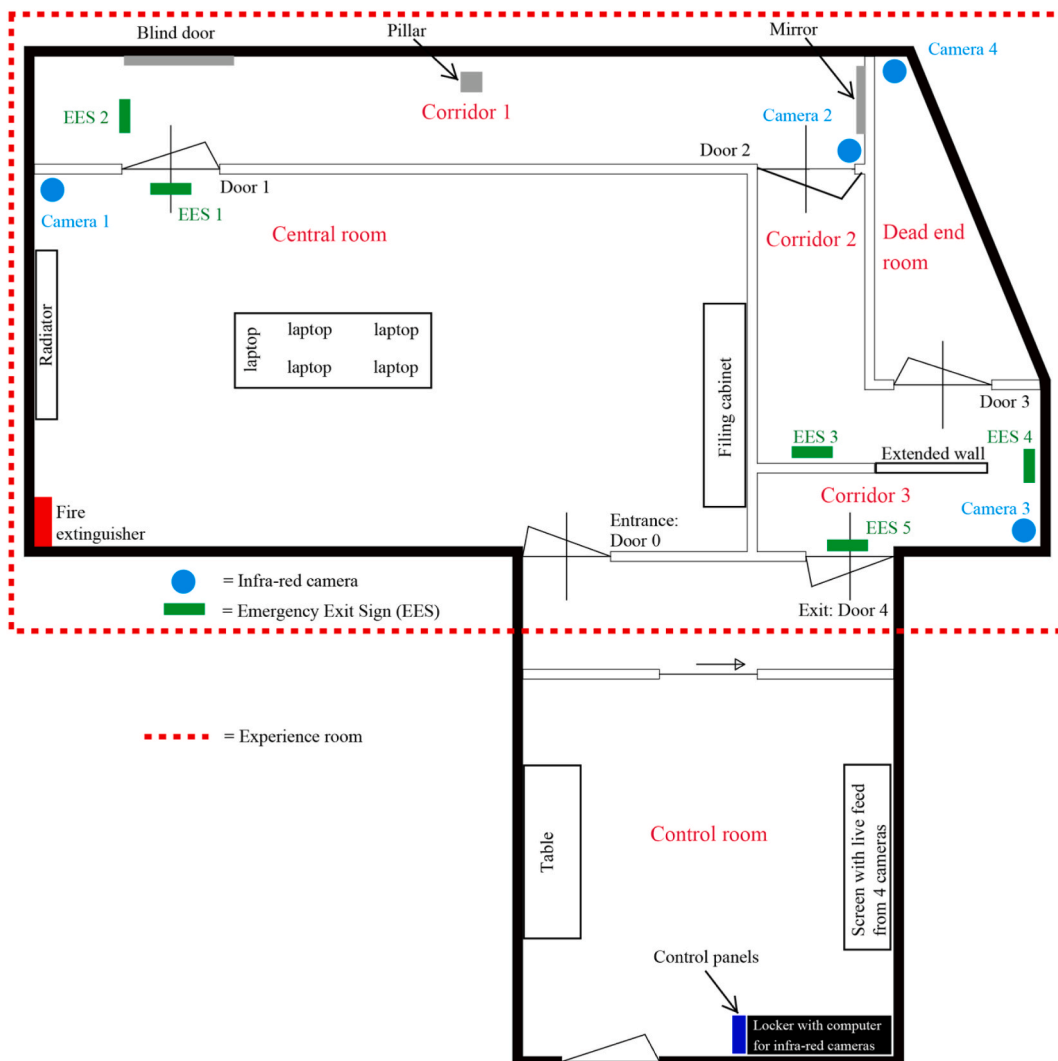 Blind door
Pillar
Mirror
Camera 4
EES 2
Corridor 1
Camera 2
Door 2
Door 1
EES 1
Camera 1
Central room
Corridor 2
Dead end
room
Radiator
laptop
laptop
laptop
laptop
laptop
Filing cabinet
Door 3
EES 3
EES 4
Extended wall
Corridor 3
Camera 3
Fire
extinguisher
Entrance:
Door 0
EES 5
= Infra-red camera
= Emergency Exit Sign (EES)
Exit: Door 4
= Experience room
Control room
Table
Screen with live feed
from 4 cameras
Control panels
Locker with computer
for infra-red cameras